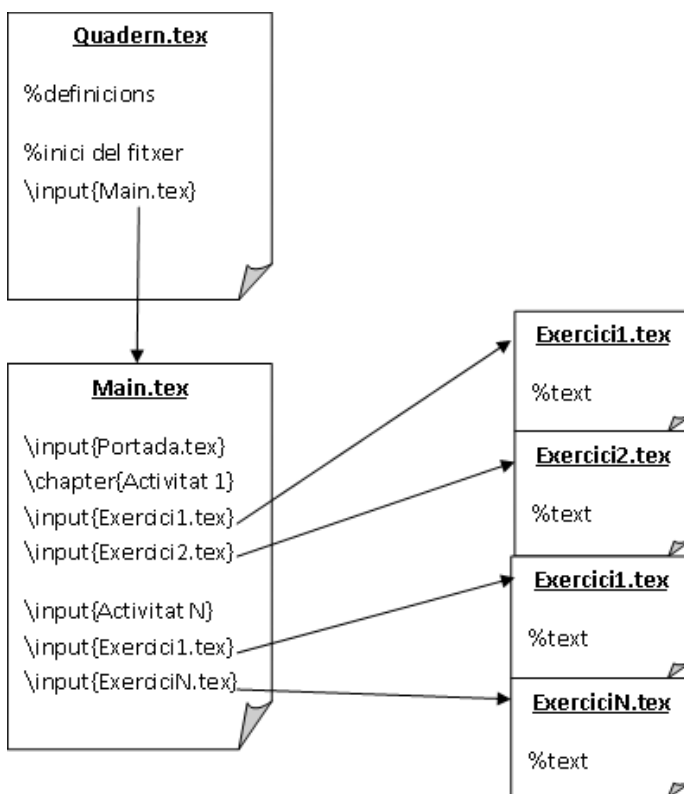 Quadern.tex
%definicions
%inici del fitxer
\input{Main.tex}
Main.tex
\input{Portada.tex}
\chapter{Activitat 1}
\input{Exercici1.tex}
\input{Exercici2.tex}
\input{Activitat N}
\input{Exercici1.tex}
\input{ExerciciN.tex}
Exercici1.tex
%text
Exercici2.tex
%text
Exercici1.tex
%text
ExerciciN.tex
%text